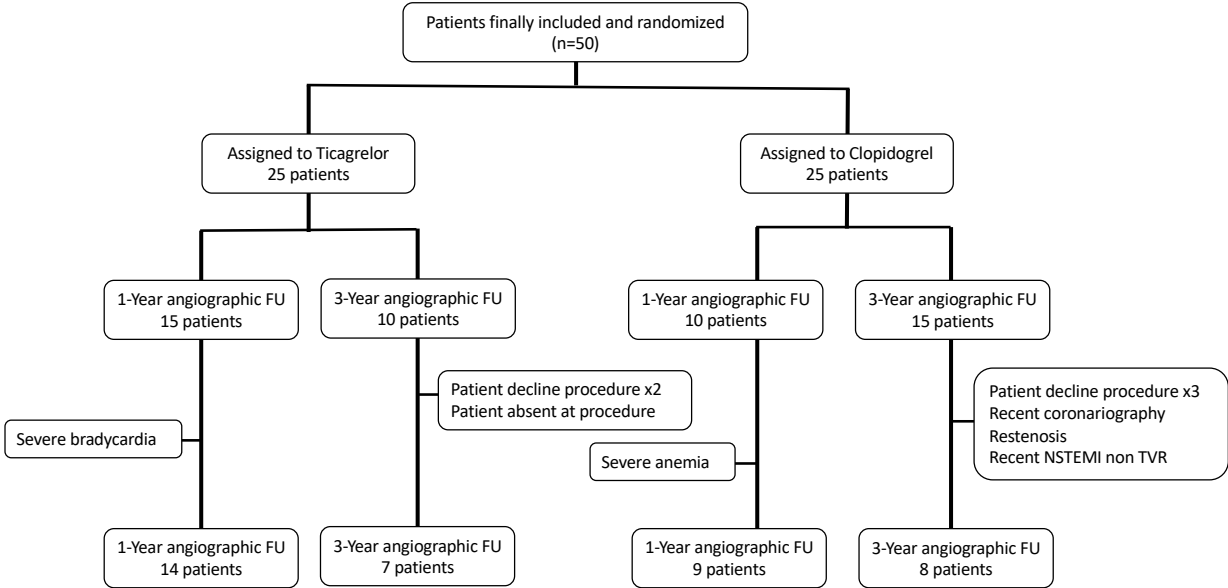 Patients finally included and randomized
(n=50)
Assigned to Ticagrelor
25 patients
Assigned to Clopidogrel
25 patients
1-Year angiographic FU
15 patients
3-Year angiographic FU
10 patients
1-Year angiographic FU
10 patients
3-Year angiographic FU
15 patients
Patient decline procedure x2
Patient absent at procedure
Patient decline procedure x3
Recent coronariography
Restenosis
Recent NSTEMI non TVR
Severe bradycardia
Severe anemia
1-Year angiographic FU
14 patients
3-Year angiographic FU
7 patients
1-Year angiographic FU
9 patients
3-Year angiographic FU
8 patients